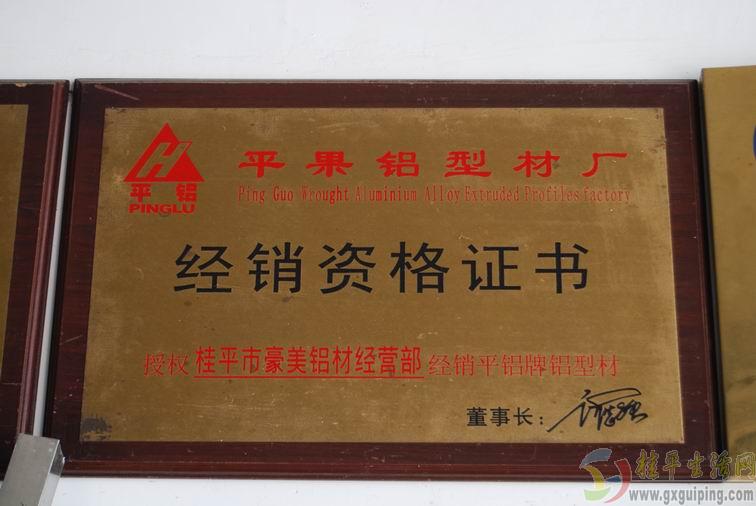 平果铝型材厂
Ping Guo Wrought Aluminium Alloy Extruded Profiles factory
平铝
PINGLU
经销资格证书
授权 桂平市豪美铝材经营部 经销平铝牌铝型材
董事长：
桂平生活网
www.gxguiping.com